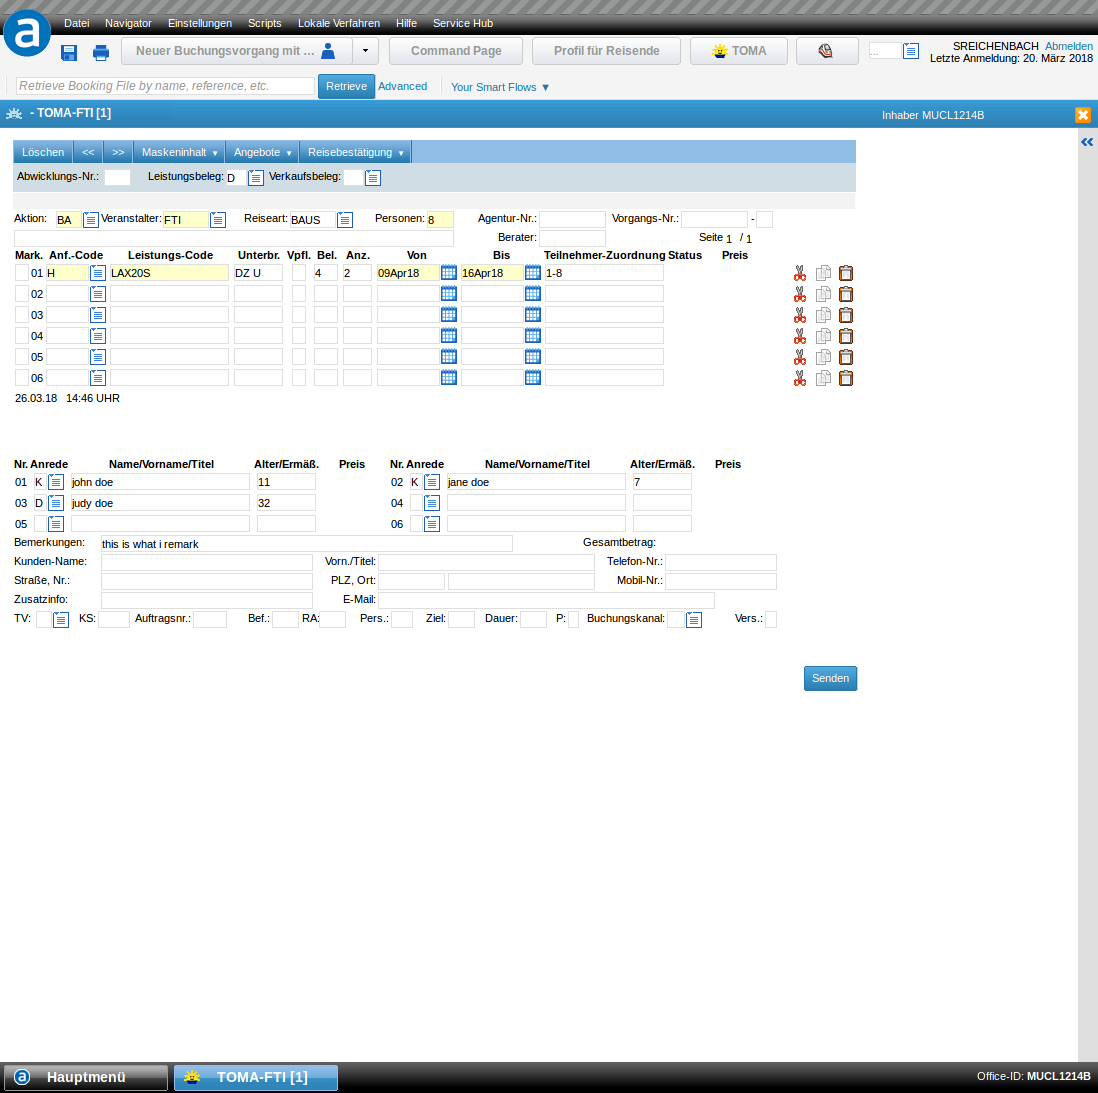 Datei Navigator Einstellungen Scripts Lokale Verfahren Hilfe Service Hub
a
Neuer Buchungsvorgang mit ... Command Page Profil für Reisende TOMA ... SREICHENBACH Abmelden
Letzte Anmeldung: 20. März 2018
Retrieve Booking File by name, reference, etc. Retrieve Advanced Your Smart Flows ▼
- TOMA-FTI [1] Inhaber MUCL1214B
Löschen << >> Maskeninhalt ▼ Angebote ▼ Reisebestätigung ▼
Abwicklungs-Nr.: Leistungsbeleg: D Verkaufsbeleg:
Aktion: BA Veranstalter: FTI Reiseart: BAUS Personen: 8 Agentur-Nr.: Vorgangs-Nr.: -
Berater: Seite 1 / 1
Mark. Anf.-Code Leistungs-Code Unterbr. Vpfl. Bel. Anz. Von Bis Teilnehmer-Zuordnung Status Preis
01 H LAX20S DZ U 4 2 09Apr18 16Apr18 1-8
02
03
04
05
06
26.03.18 14:46 UHR
Nr. Anrede Name/Vorname/Titel Alter/Ermäß. Preis Nr. Anrede Name/Vorname/Titel Alter/Ermäß. Preis
01 K john doe 11 02 K jane doe 7
03 D judy doe 32 04
05 06
Bemerkungen: this is what i remark Gesamtbetrag:
Kunden-Name: Vorn./Titel: Telefon-Nr.:
Straße, Nr.: PLZ, Ort: Mobil-Nr.:
Zusatzinfo: E-Mail:
TV: KS: Auftragsnr.: Bef.: RA: Pers.: Ziel: Dauer: P: Buchungskanal: Vers.:
Senden
a Hauptmenü TOMA-FTI [1] Office-ID: MUCL1214B